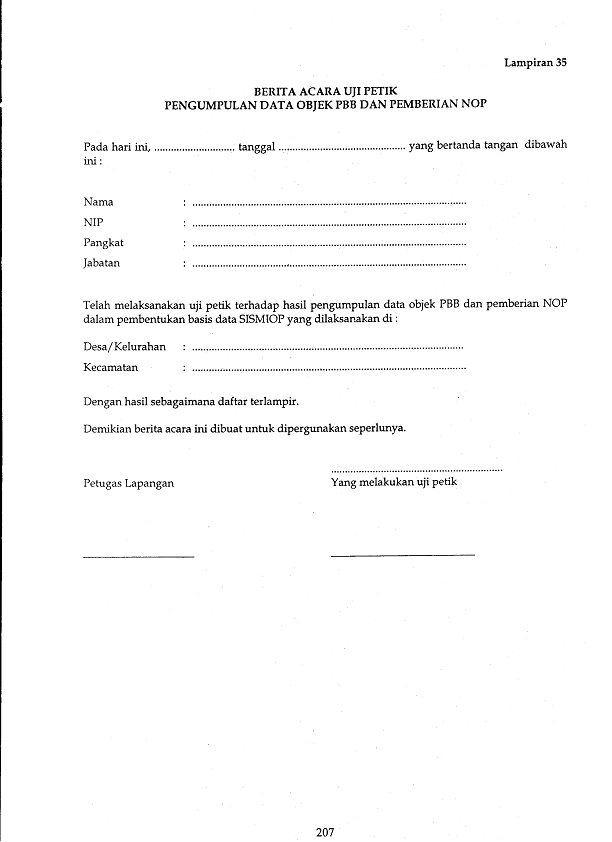 Lampiran 35
BERITA ACARA UJI PETIK
PENGUMPULAN DATA OBJEK PBB DAN PEMBERIAN NOP
Pada hari ini, ............................. tanggal .............................................. yang bertanda tangan dibawah
ini :
Nama : ...................................................................................................
NIP : ...................................................................................................
Pangkat : ...................................................................................................
Jabatan : ...................................................................................................
Telah melaksanakan uji petik terhadap hasil pengumpulan data objek PBB dan pemberian NOP
dalam pembentukan basis data SISMIOP yang dilaksanakan di :
Desa/Kelurahan : ..................................................................................................
Kecamatan : ...................................................................................................
Dengan hasil sebagaimana daftar terlampir.
Demikian berita acara ini dibuat untuk dipergunakan seperlunya.
..............................................................
Petugas Lapangan Yang melakukan uji petik
207